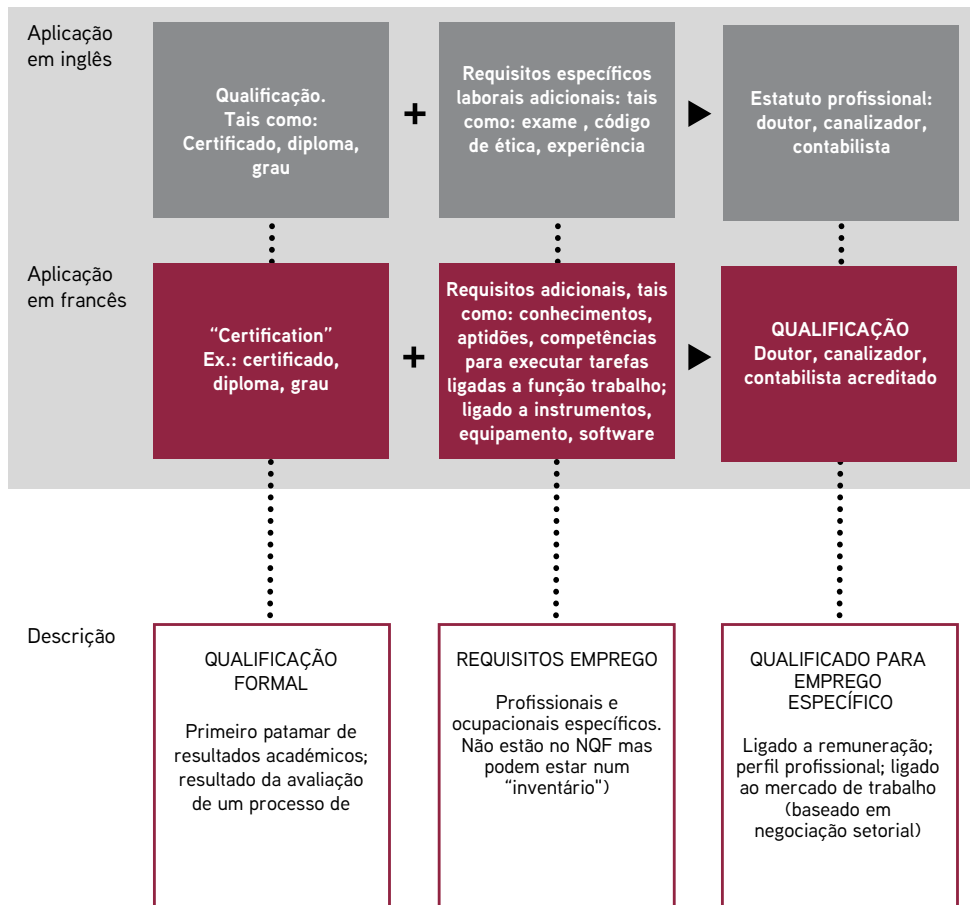 Aplicação
em inglês
Qualificação.
Tais como:
Certificado, diploma,
grau
+
Requisitos específicos
laborais adicionais: tais
como: exame , código
de ética, experiência
Estatuto profissional:
doutor, canalizador,
contabilista
Aplicação
em francês
“Certification”
Ex.: certificado,
diploma, grau
+
Requisitos adicionais, tais
como: conhecimentos,
aptidões, competências
para executar tarefas
ligadas a função trabalho;
ligado a instrumentos,
equipamento, software
QUALIFICAÇÃO
Doutor, canalizador,
contabilista acreditado
Descrição
QUALIFICAÇÃO
FORMAL
Primeiro patamar de
resultados académicos;
resultado da avaliação
de um processo de
REQUISITOS EMPREGO
Profissionais e
ocupacionais específicos.
Não estão no NQF mas
podem estar num
“inventário")
QUALIFICADO PARA
EMPREGO
ESPECÍFICO
Ligado a remuneração;
perfil profissional; ligado
ao mercado de trabalho
(baseado em
negociação setorial)